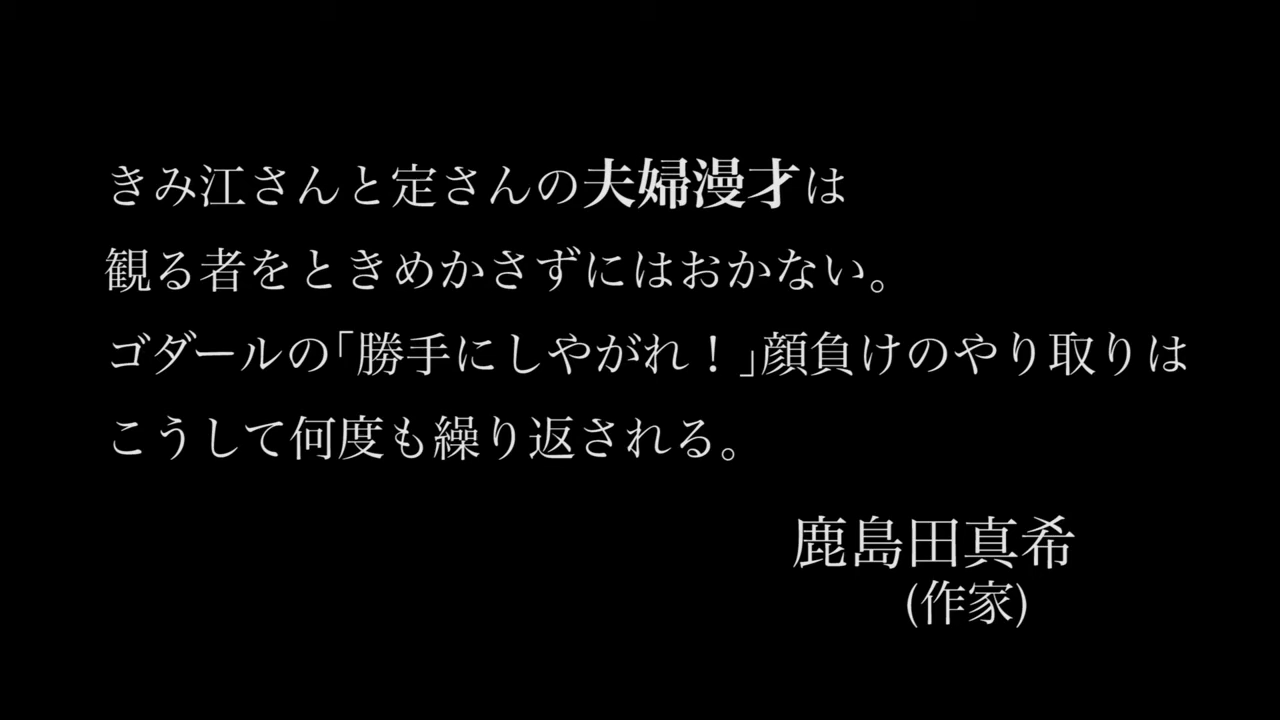 きみ江さんと定さんの夫婦漫才は
観る者をときめかさずにはおかない。
ゴダールの「勝手にしやがれ！」顔負けのやり取りは
こうして何度も繰り返される。
鹿島田真希
(作家)